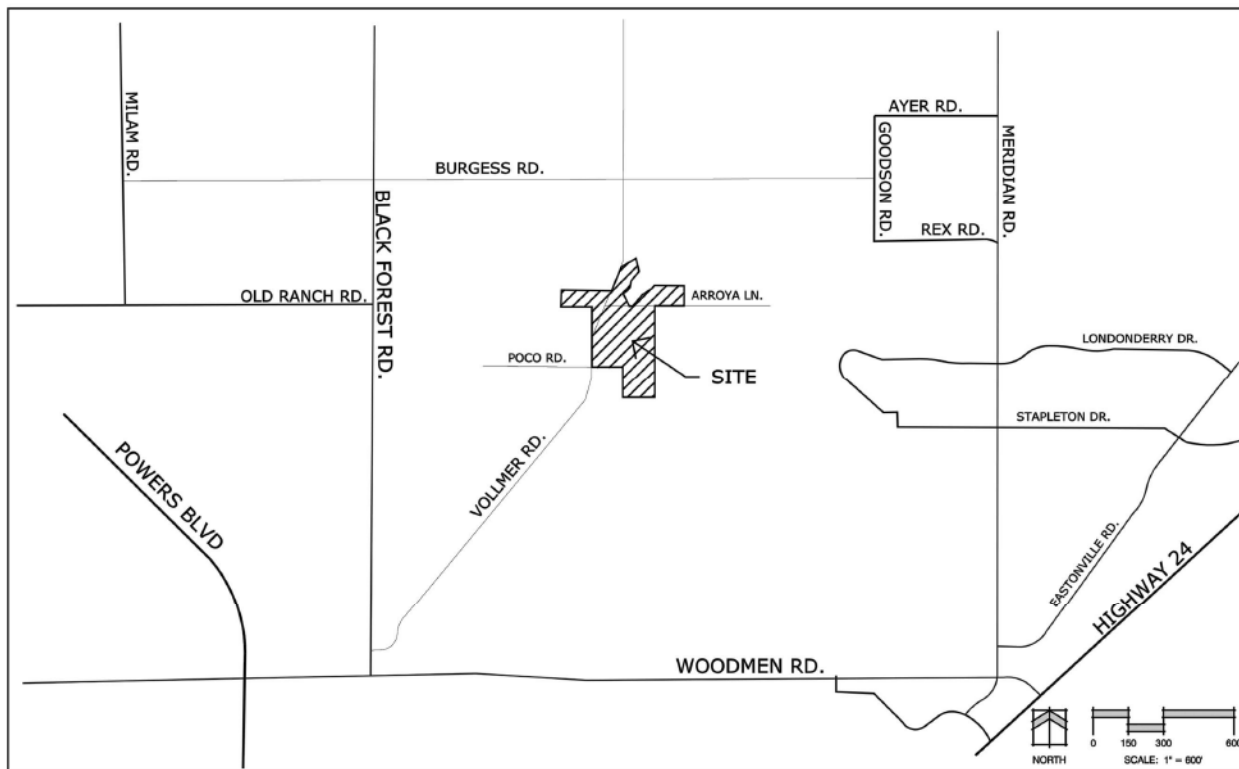 AYER RD.
MILAM RD.
GOODSON RD.
MERIDIAN RD.
BURGESS RD.
BLACK FOREST RD.
REX RD.
OLD RANCH RD.
ARROYA LN.
LONDONDERRY DR.
POCO RD.
SITE
STAPLETON DR.
POWERS BLVD
VOLLMER RD.
EASTONVILLE RD.
HIGHWAY 24
WOODMEN RD.
0 150 300 600
NORTH
SCALE: 1" = 600'